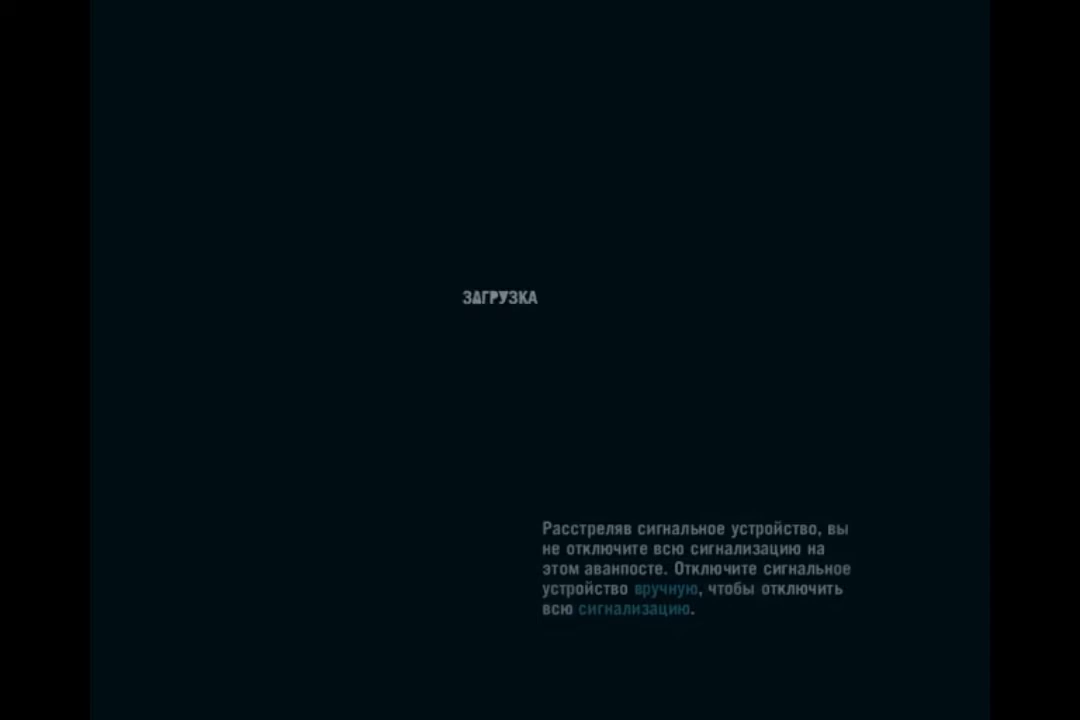 ЗАГРУЗКА
Расстреляв сигнальное устройство, вы
не отключите всю сигнализацию на
этом аванпосте. Отключите сигнальное
устройство вручную, чтобы отключить
всю сигнализацию.